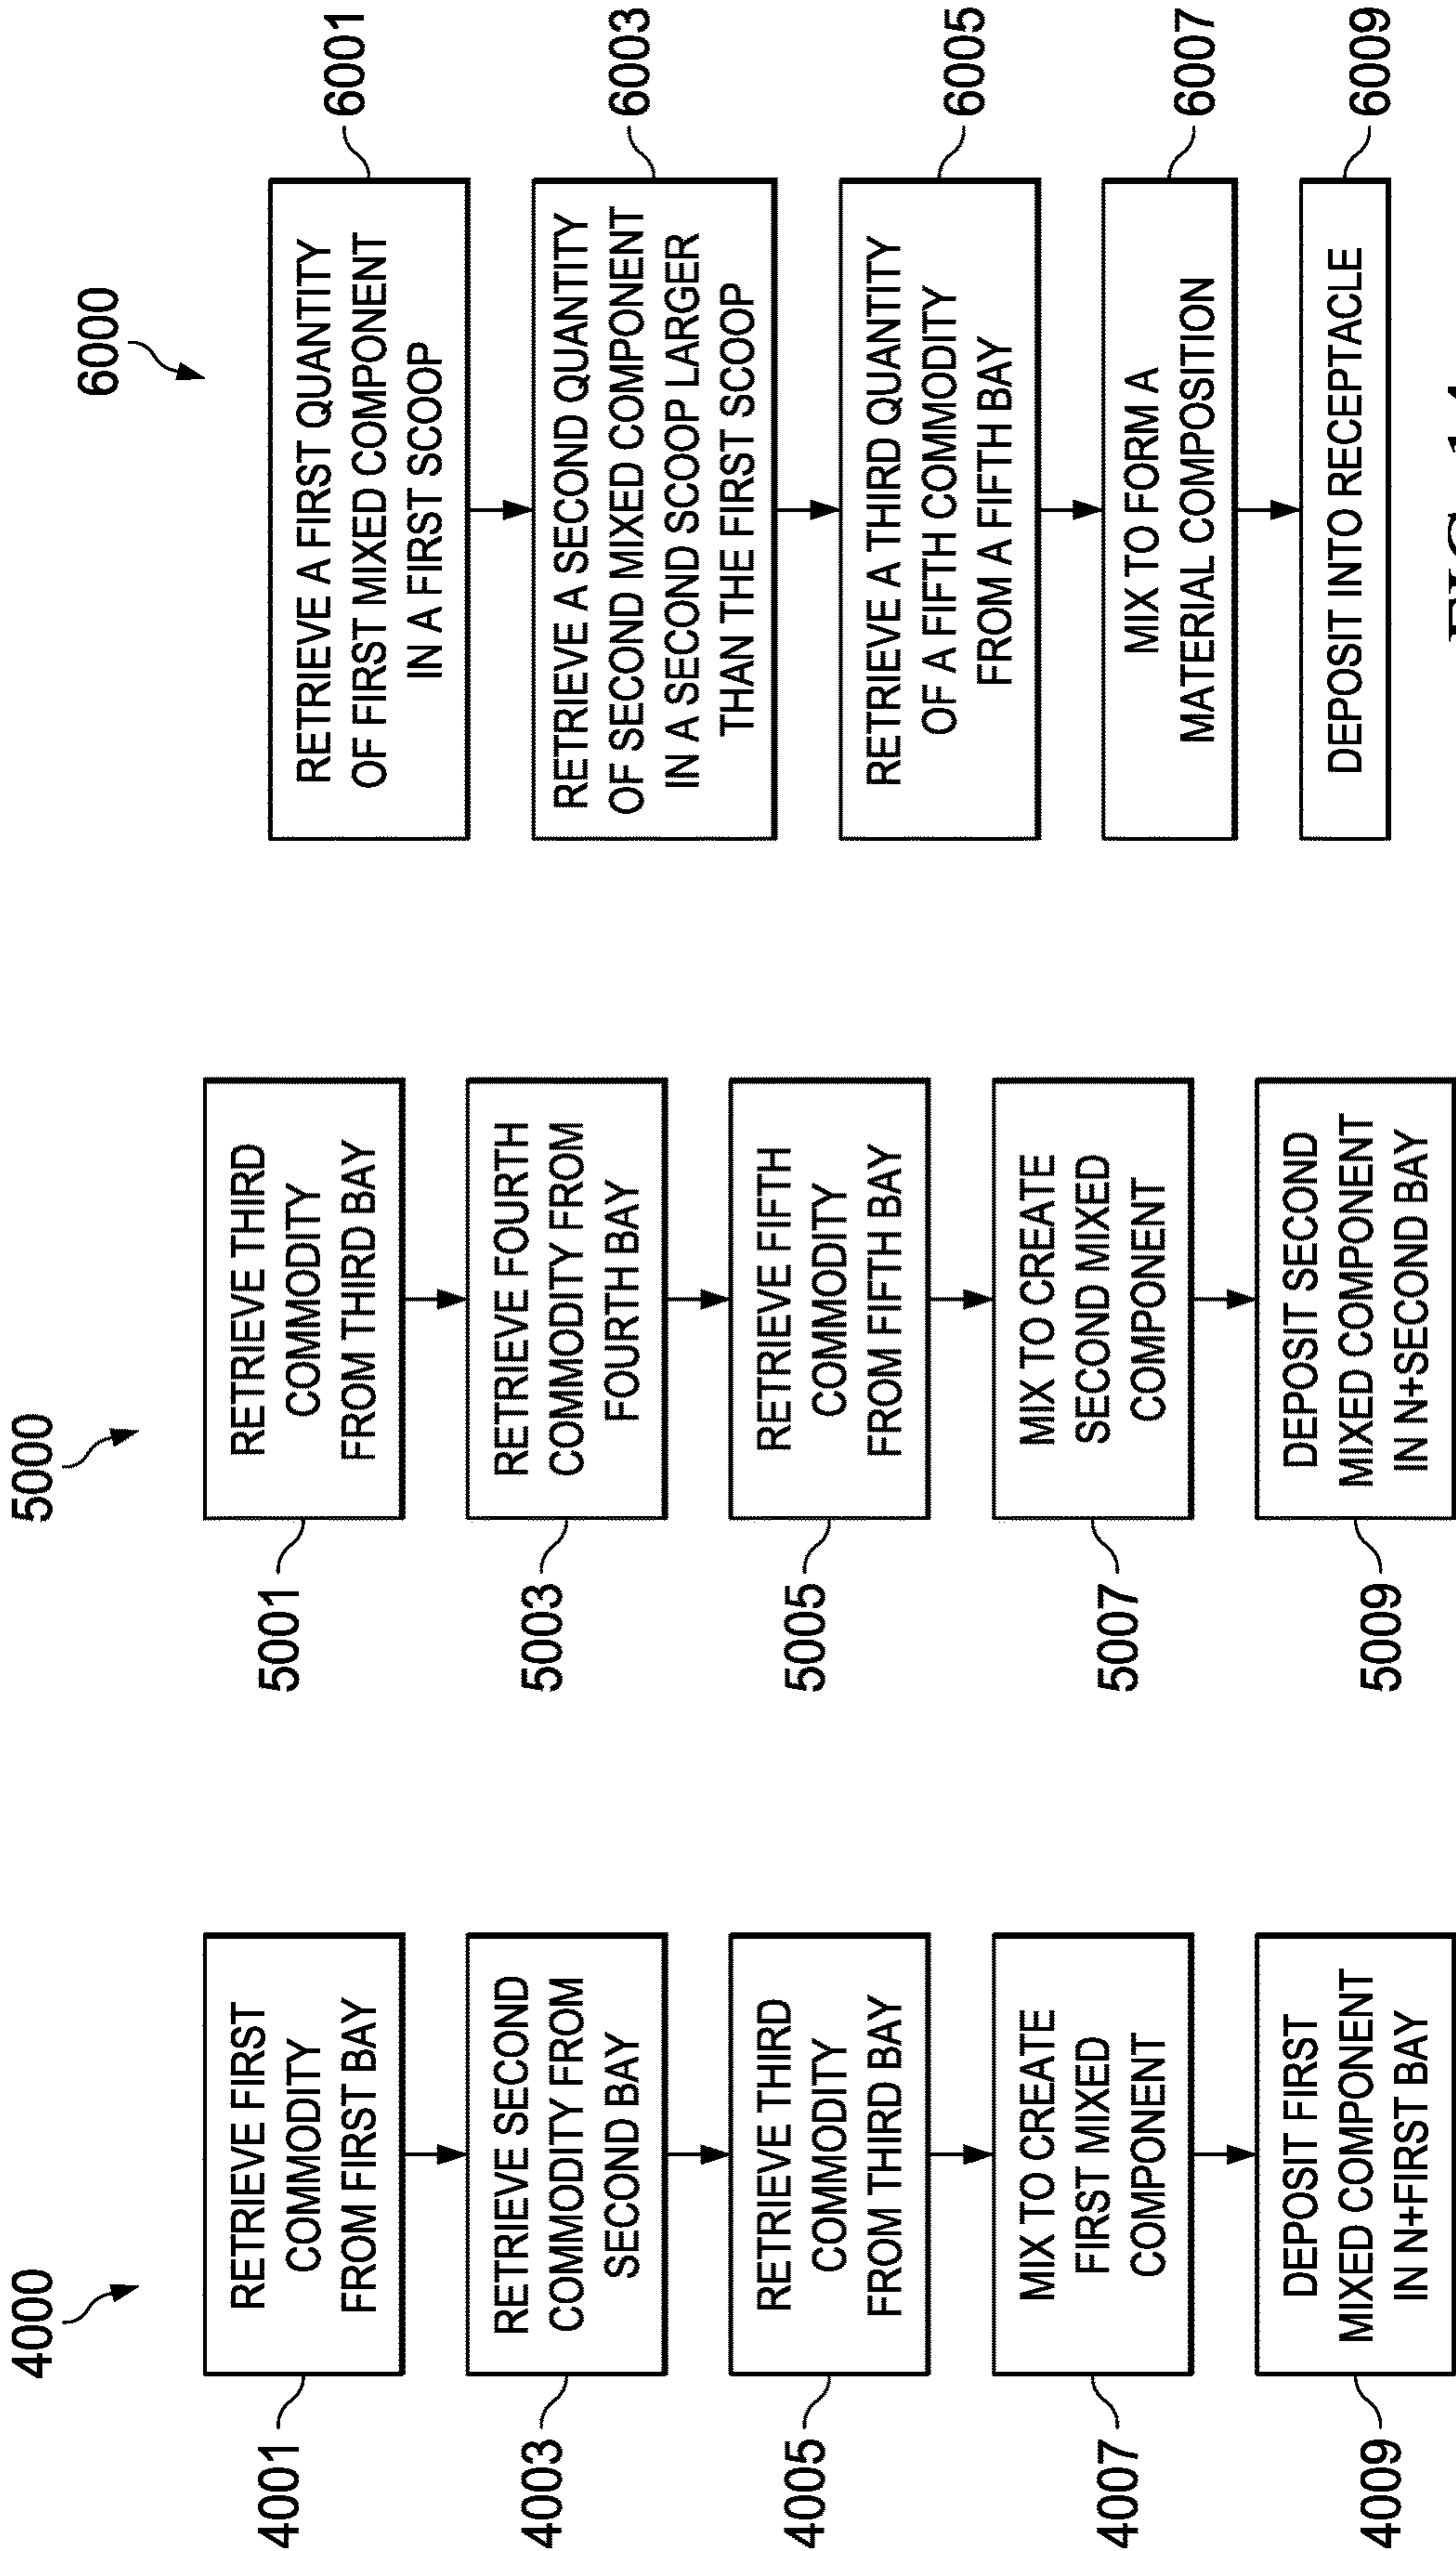 4000
4001
RETRIEVE FIRST
COMMODITY
FROM FIRST BAY
4003
RETRIEVE SECOND
COMMODITY FROM
SECOND BAY
4005
RETRIEVE THIRD
COMMODITY
FROM THIRD BAY
4007
MIX TO CREATE
FIRST MIXED
COMPONENT
4009
DEPOSIT FIRST
MIXED COMPONENT
IN N+FIRST BAY
5000
5001
RETRIEVE THIRD
COMMODITY
FROM THIRD BAY
5003
RETRIEVE FOURTH
COMMODITY FROM
FOURTH BAY
5005
RETRIEVE FIFTH
COMMODITY
FROM FIFTH BAY
5007
MIX TO CREATE
SECOND MIXED
COMPONENT
5009
DEPOSIT SECOND
MIXED COMPONENT
IN N+SECOND BAY
6000
RETRIEVE A FIRST QUANTITY
OF FIRST MIXED COMPONENT
IN A FIRST SCOOP
6001
RETRIEVE A SECOND QUANTITY
OF SECOND MIXED COMPONENT
IN A SECOND SCOOP LARGER
THAN THE FIRST SCOOP
6003
RETRIEVE A THIRD QUANTITY
OF A FIFTH COMMODITY
FROM A FIFTH BAY
6005
MIX TO FORM A
MATERIAL COMPOSITION
6007
DEPOSIT INTO RECEPTACLE
6009